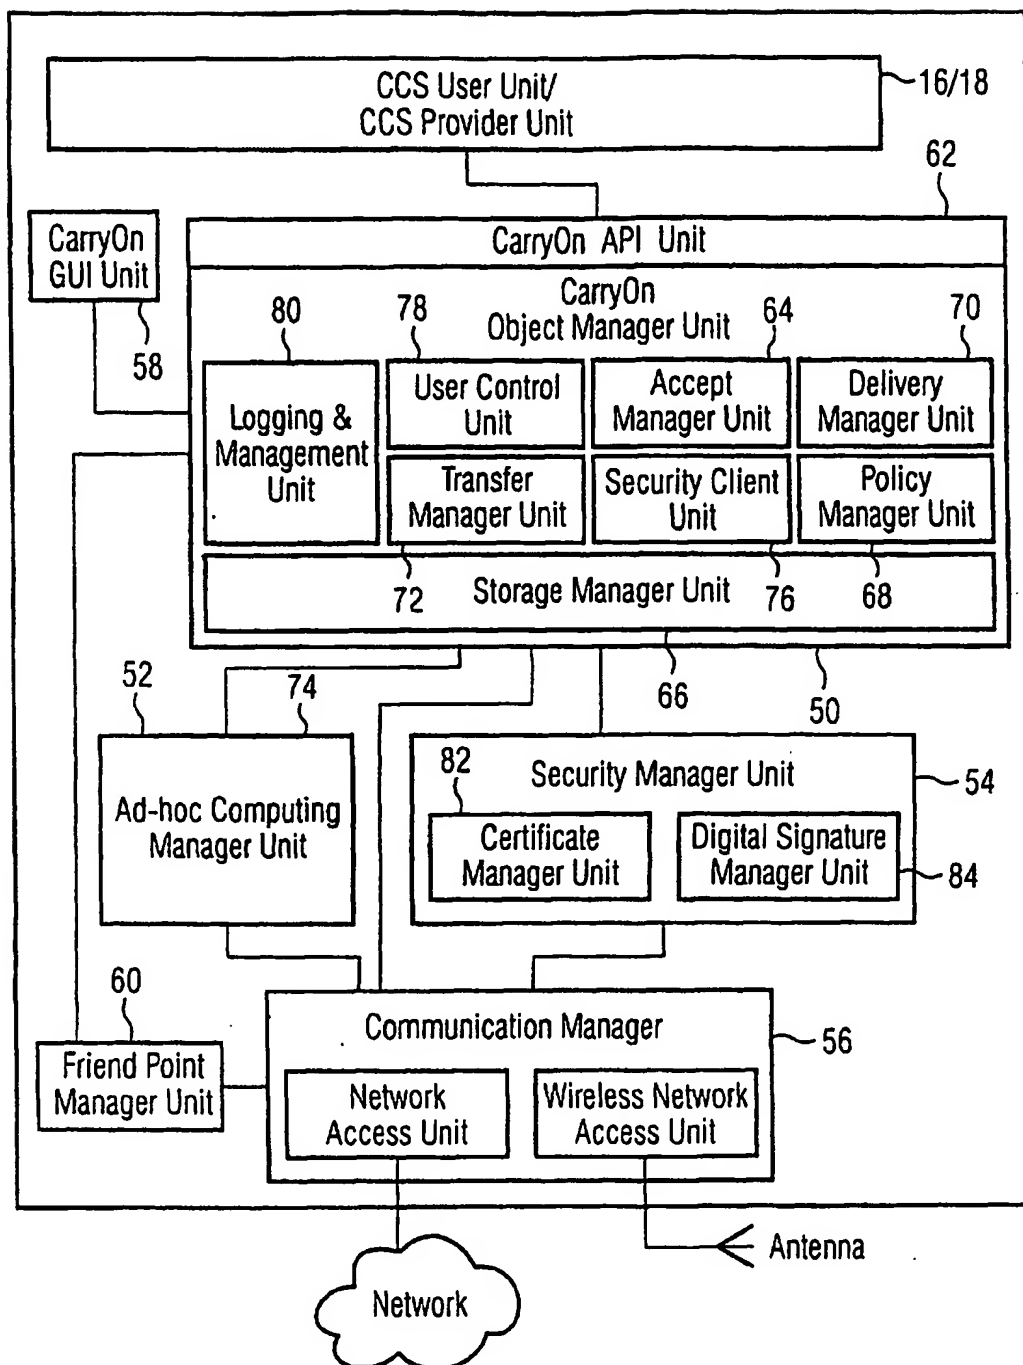 CCS User Unit/
CCS Provider Unit
16/18
62
CarryOn
GUI Unit
58
CarryOn API Unit
CarryOn
Object Manager Unit
80
78
64
70
Logging &
Management
Unit
User Control
Unit
Accept
Manager Unit
Delivery
Manager Unit
Transfer
Manager Unit
Security Client
Unit
Policy
Manager Unit
72
Storage Manager Unit
76
68
66
50
52
74
Ad-hoc Computing
Manager Unit
82
Security Manager Unit
54
Certificate
Manager Unit
Digital Signature
Manager Unit
84
60
Friend Point
Manager Unit
Communication Manager
56
Network
Access Unit
Wireless Network
Access Unit
Antenna
Network